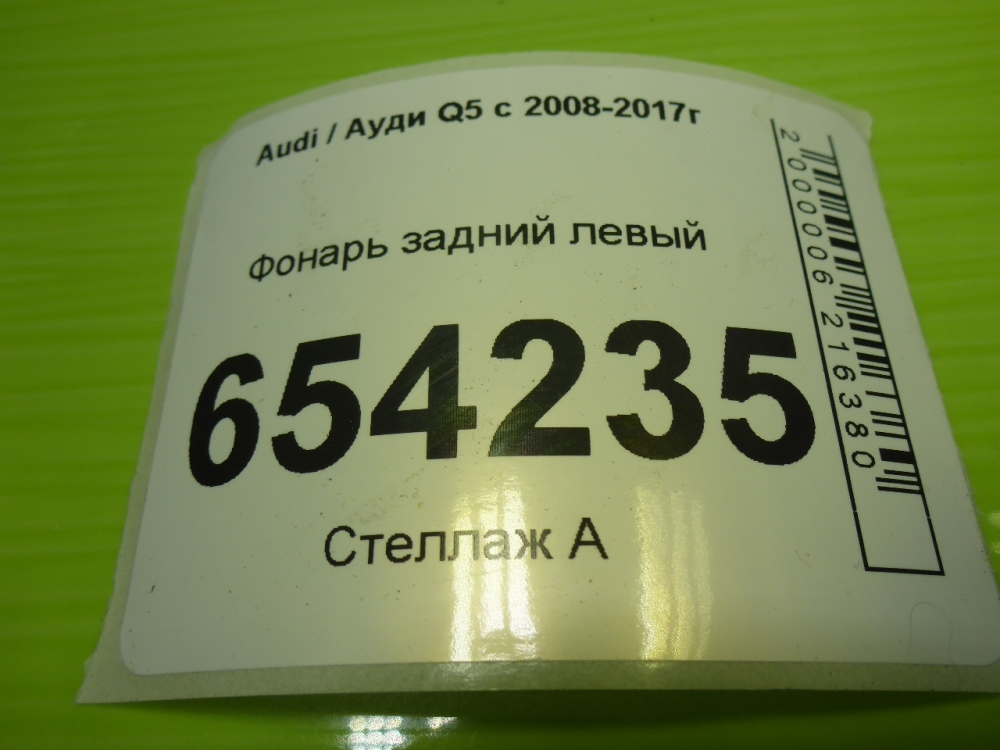 Audi / Ауди Q5 с 2008-2017г
Фонарь задний левый
654235
Стеллаж А
2000006216380